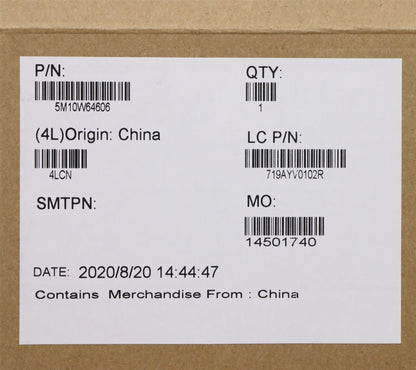 P/N:
5M10W64606
QTY:
1
(4L)Origin: China
4LCN
LC P/N:
719AYV0102R
SMTPN:
MO:
14501740
DATE: 2020/8/20 14:44:47
Contains Merchandise From : China